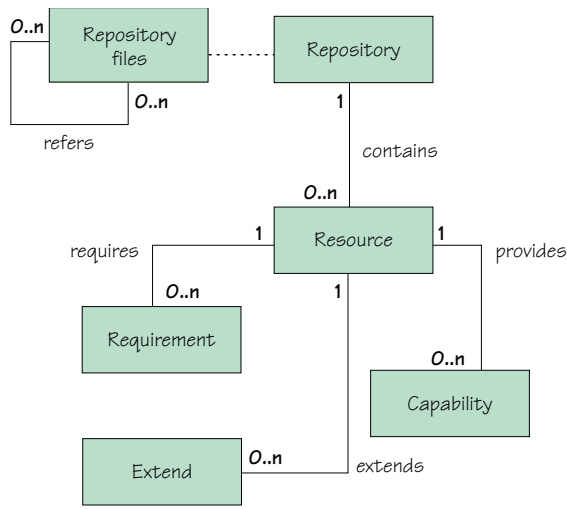 0..n
Repository
files
Repository
0..n
1
refers
contains
0..n
requires
1
Resource
1
provides
0..n
1
Requirement
0..n
Capability
Extend
0..n
extends